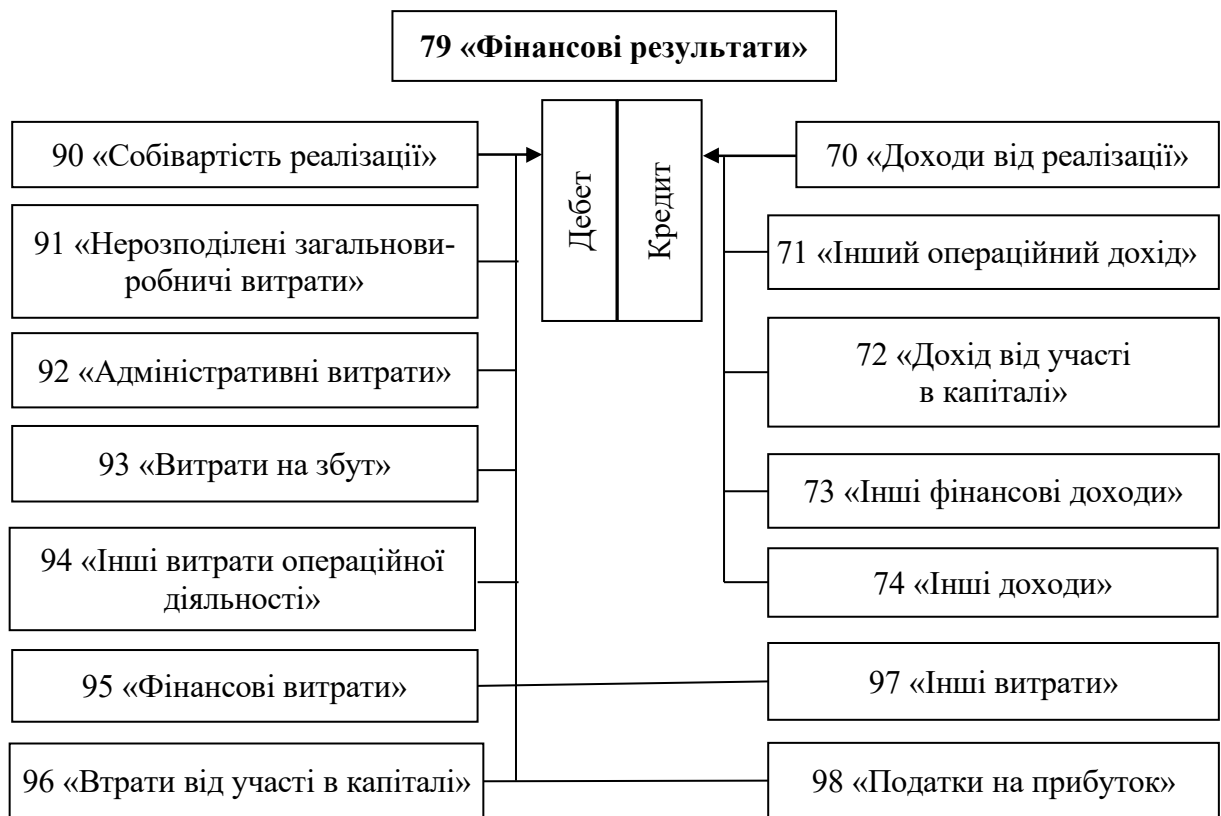 79 «Фінансові результати»
Дебет
Кредит
90 «Собівартість реалізації»
70 «Доходи від реалізації»
91 «Нерозподілені загальнови-
робничі витрати»
71 «Інший операційний дохід»
92 «Адміністративні витрати»
72 «Дохід від участі
в капіталі»
93 «Витрати на збут»
73 «Інші фінансові доходи»
94 «Інші витрати операційної
діяльності»
74 «Інші доходи»
95 «Фінансові витрати»
97 «Інші витрати»
96 «Втрати від участі в капіталі»
98 «Податки на прибуток»